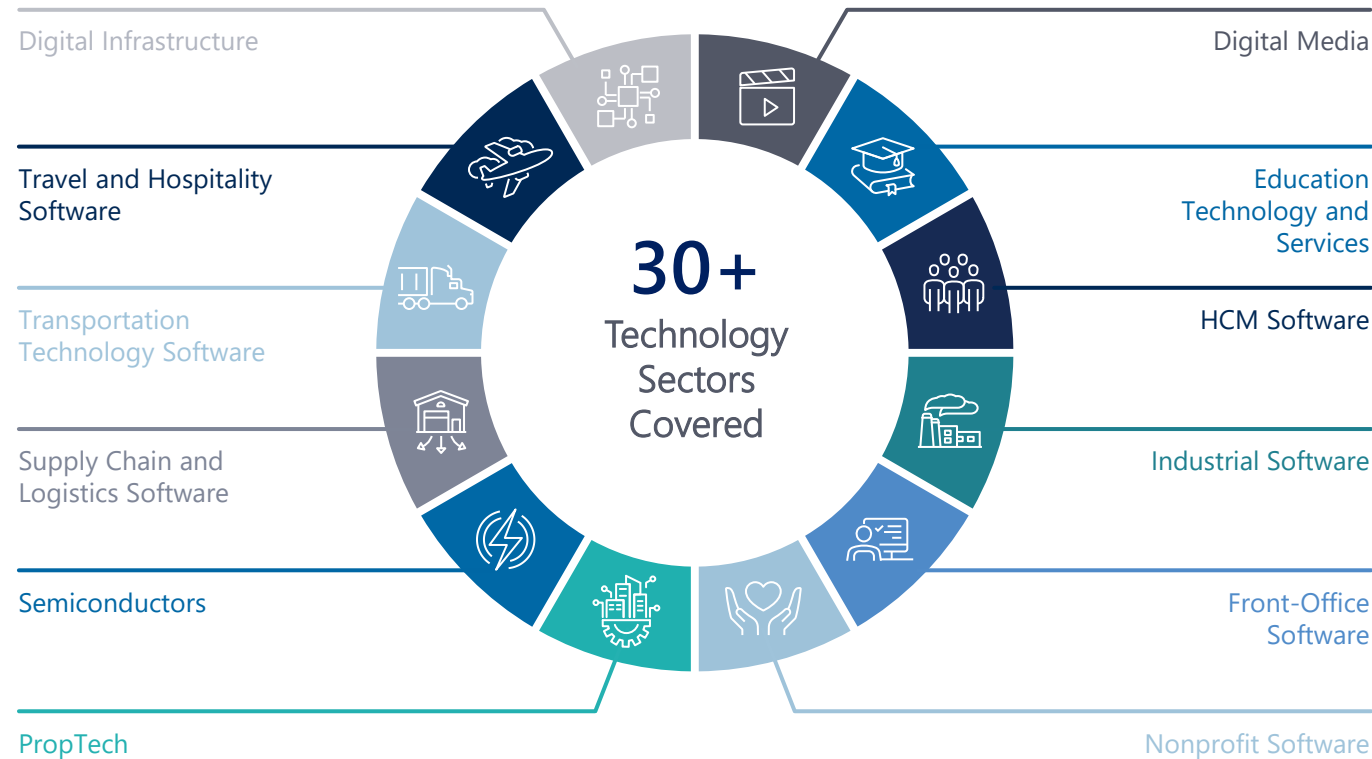 Digital Infrastructure
Travel and Hospitality
Software
Transportation
Technology Software
Supply Chain and
Logistics Software
Semiconductors
PropTech
30+
Technology
Sectors
Covered
Digital Media
Education
Technology and
Services
HCM Software
Industrial Software
Front-Office
Software
Nonprofit Software